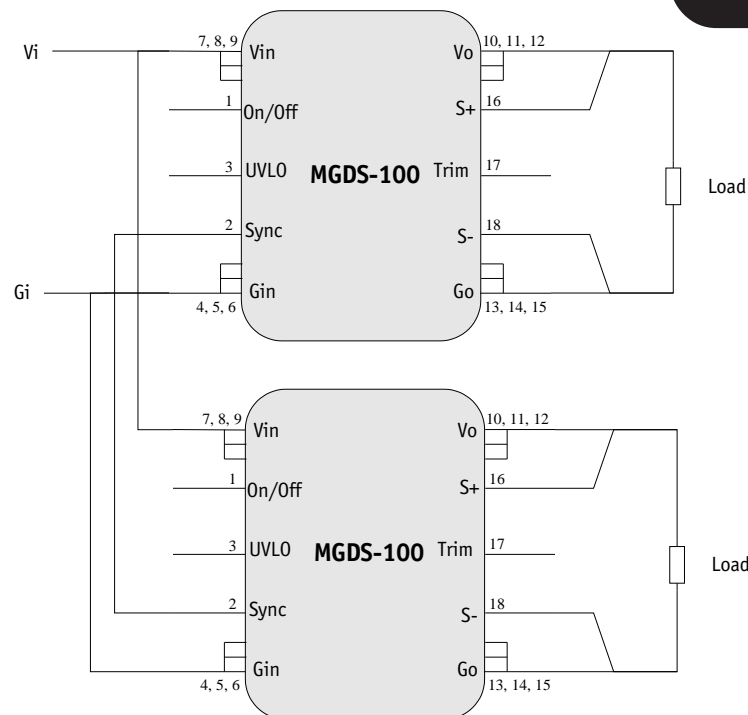 7, 8, 9 10, 11, 12
Vi Vin Vo
1 On/Off S+ 16
3 UVLO MGDS-100 Trim 17
Load
2 Sync S- 18
Gi Gin Go
4, 5, 6 13, 14, 15
7, 8, 9 10, 11, 12
Vin Vo
1 On/Off S+ 16
3 UVLO MGDS-100 Trim 17
Load
2 Sync S- 18
Gin Go
4, 5, 6 13, 14, 15